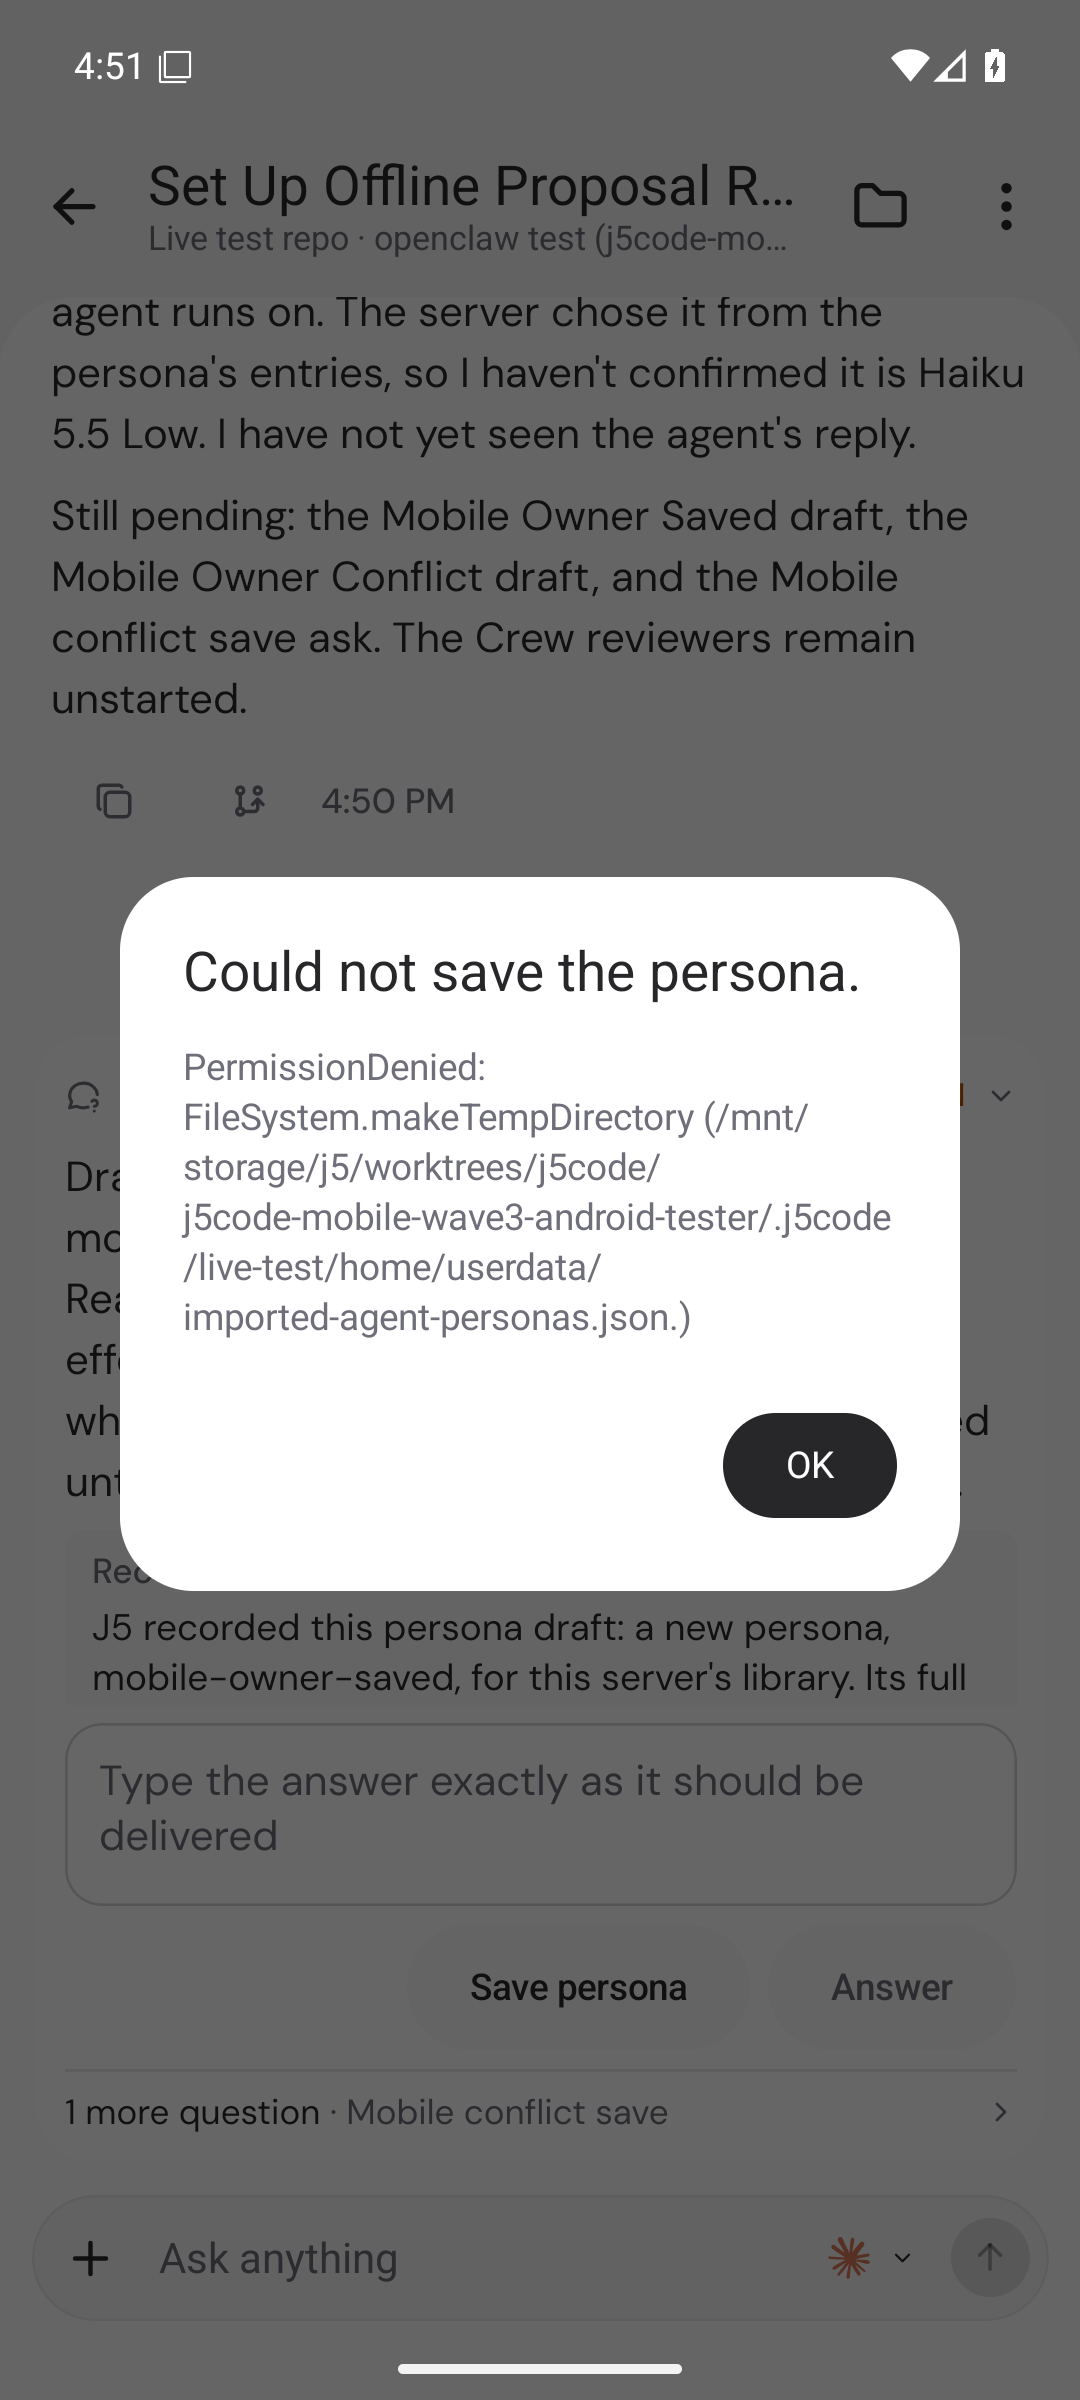 4:51
Set Up Offline Proposal R...
Live test repo · openclaw test (j5code-mo...
agent runs on. The server chose it from the
persona's entries, so I haven't confirmed it is Haiku
5.5 Low. I have not yet seen the agent's reply.
Still pending: the Mobile Owner Saved draft, the
Mobile Owner Conflict draft, and the Mobile
conflict save ask. The Crew reviewers remain
unstarted.
4:50 PM
Could not save the persona.
PermissionDenied:
FileSystem.makeTempDirectory (/mnt/
storage/j5/worktrees/j5code/
j5code-mobile-wave3-android-tester/.j5code
/live-test/home/userdata/
imported-agent-personas.json.)
OK
J5 recorded this persona draft: a new persona,
mobile-owner-saved, for this server's library. Its full
Type the answer exactly as it should be
delivered
Save persona
Answer
1 more question · Mobile conflict save
Ask anything